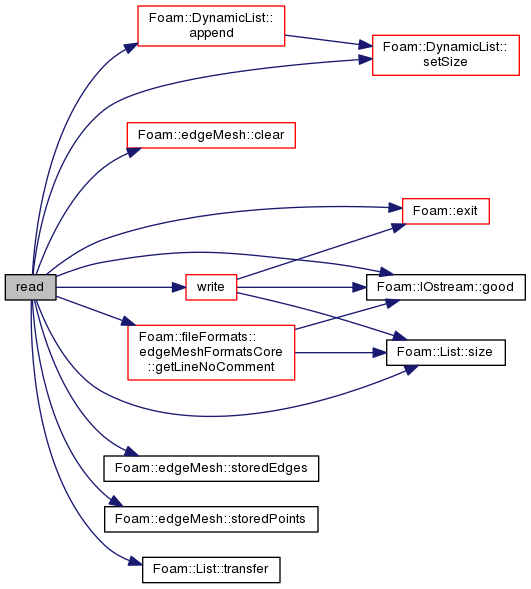 Foam::DynamicList::
append
Foam::DynamicList::
setSize
Foam::edgeMesh::clear
Foam::exit
read
write
Foam::IOstream::good
Foam::fileFormats::
edgeMeshFormatsCore
::getLineNoComment
Foam::List::size
Foam::edgeMesh::storedEdges
Foam::edgeMesh::storedPoints
Foam::List::transfer